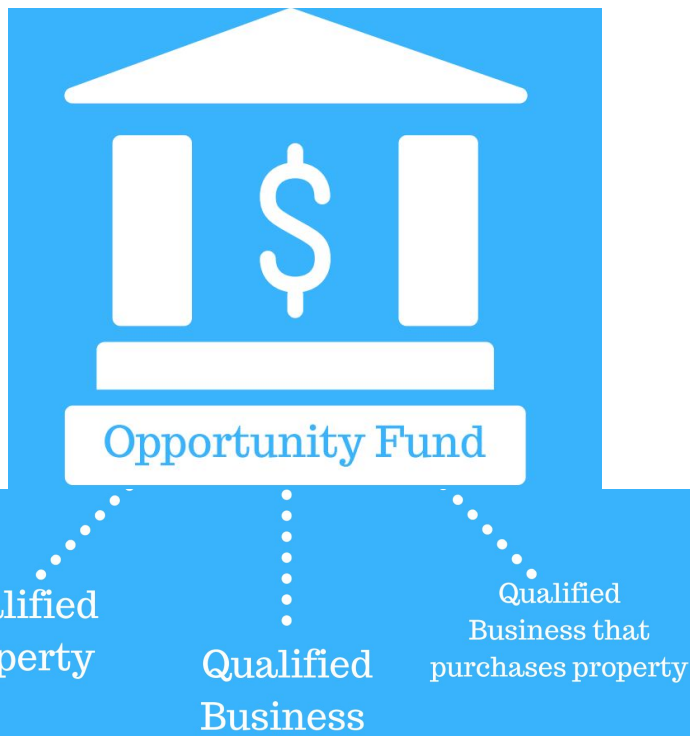 $
Opportunity Fund
lified
perty
Qualified
Business
Qualified
Business that
purchases property